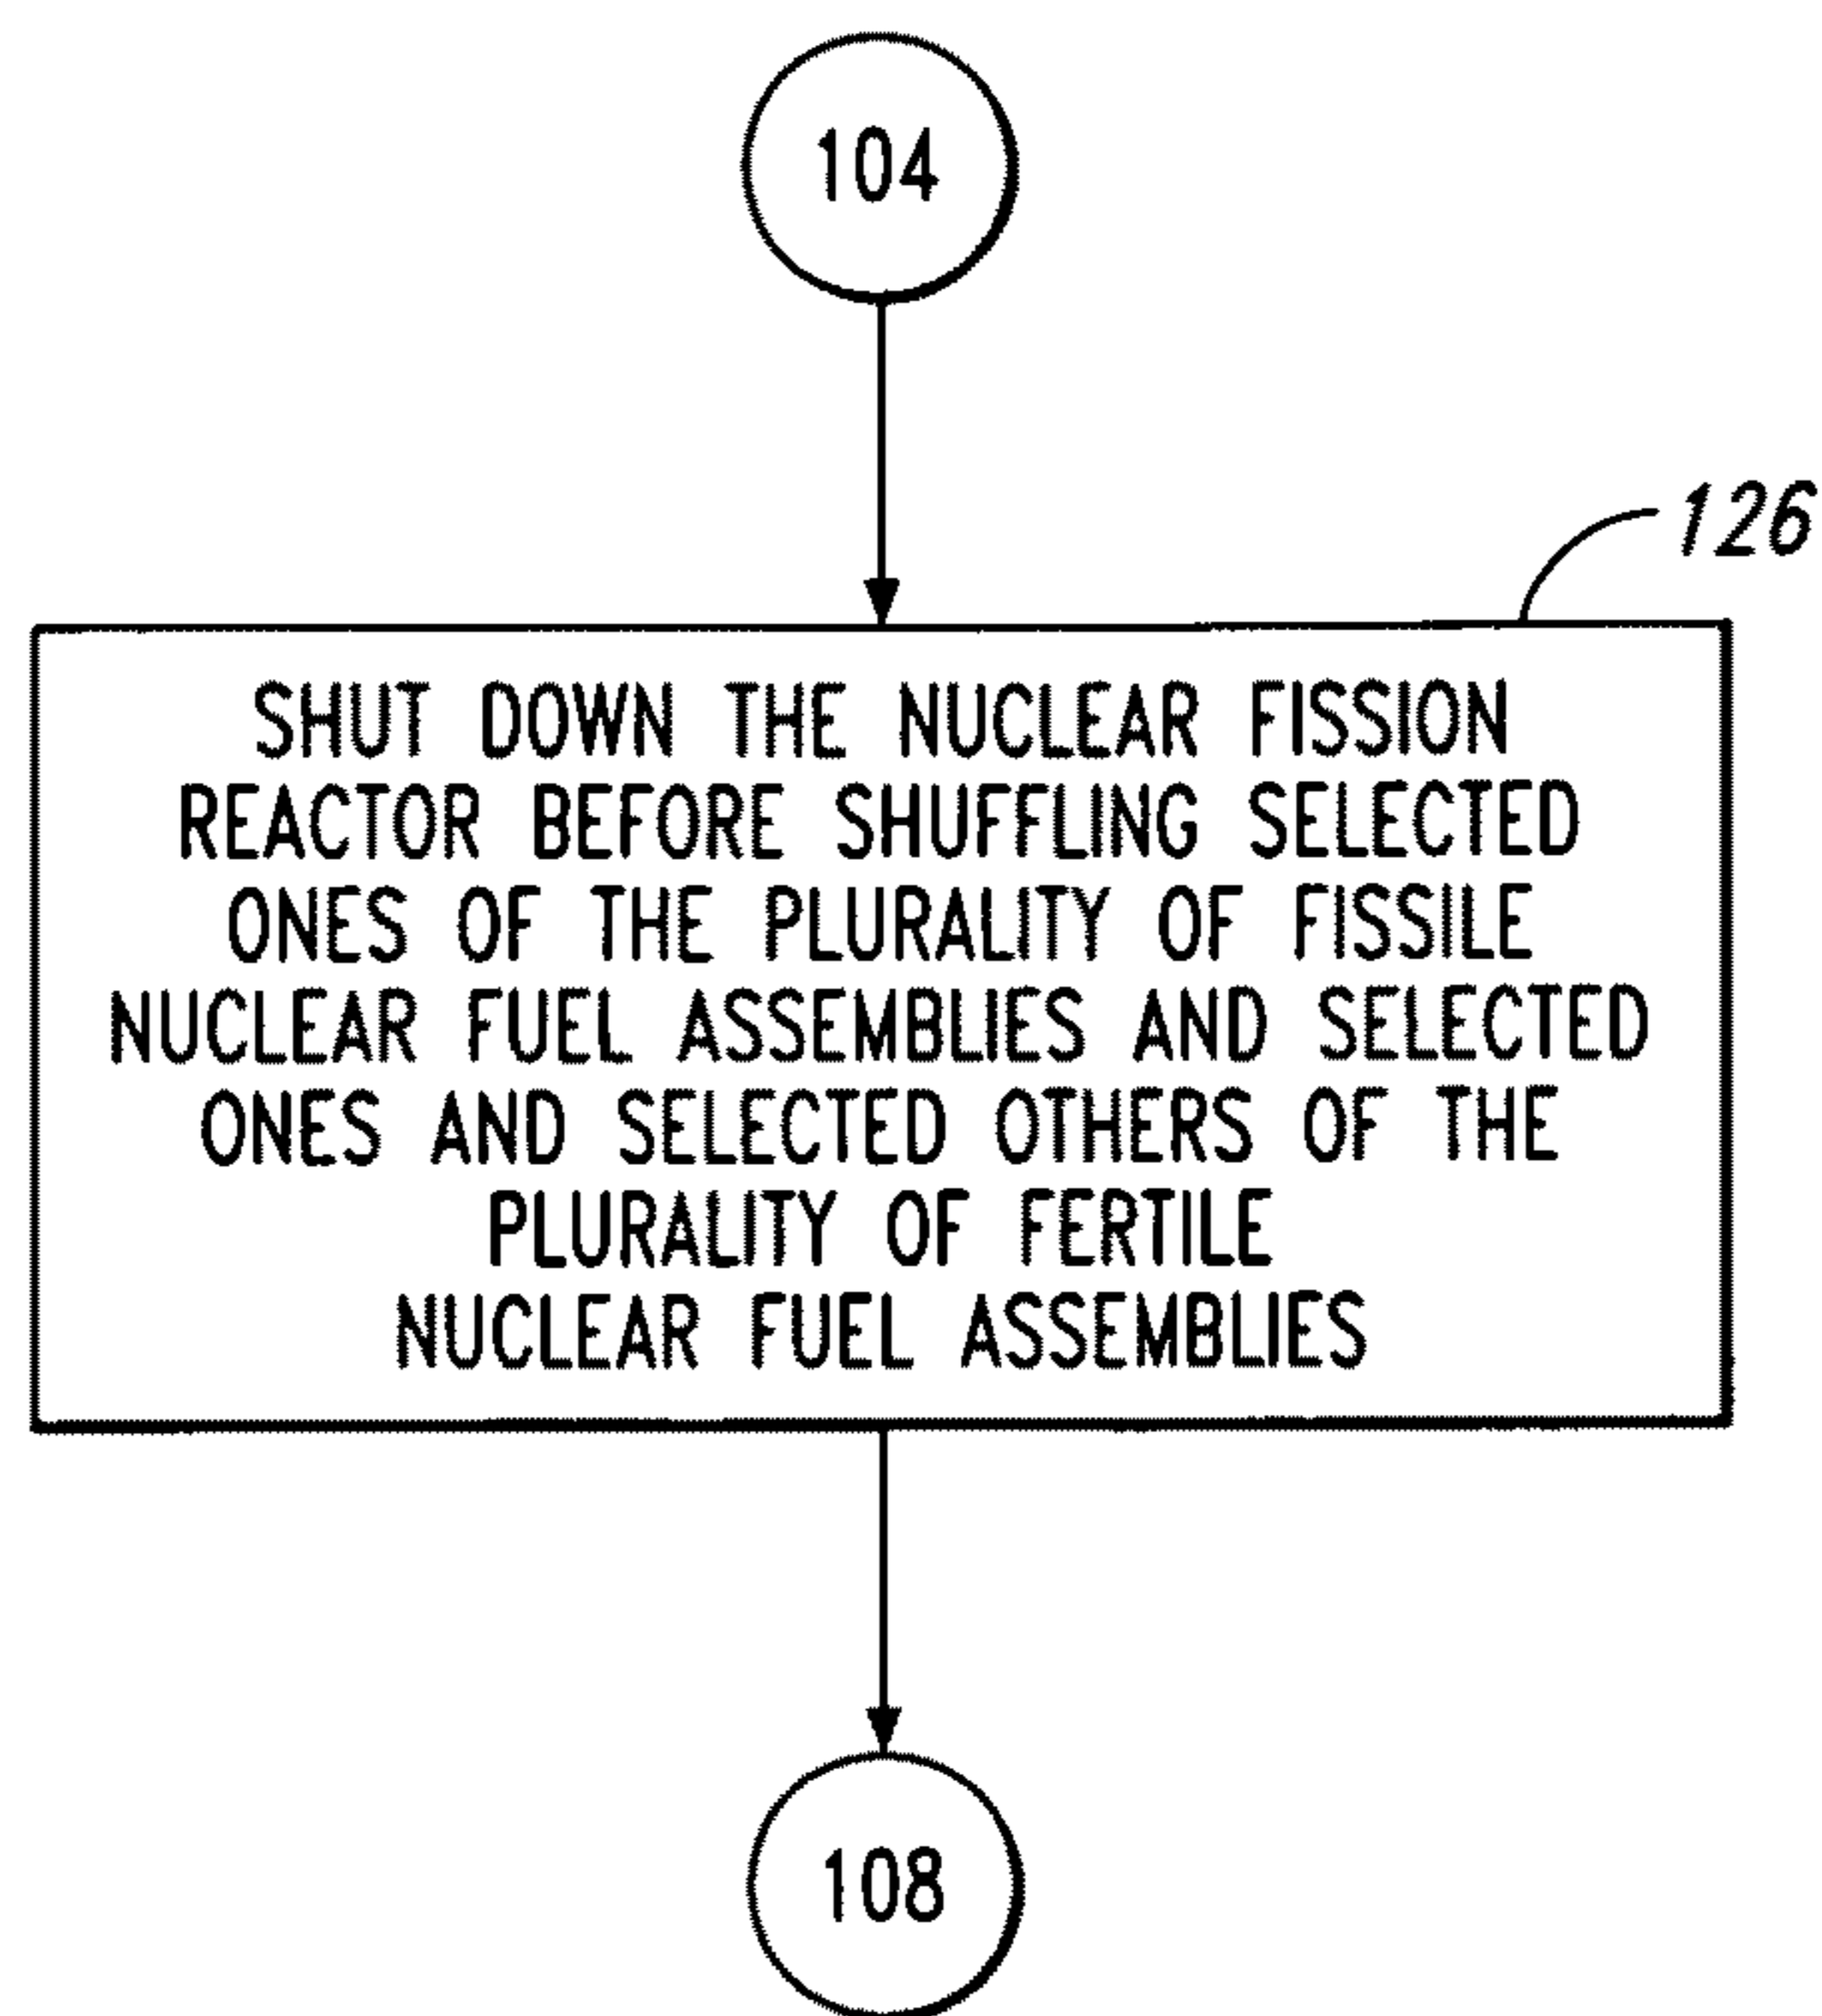 104
126
SHUT DOWN THE NUCLEAR FISSION
REACTOR BEFORE SHUFFLING SELECTED
ONES OF THE PLURALITY OF FISSILE
NUCLEAR FUEL ASSEMBLIES AND SELECTED
ONES AND SELECTED OTHERS OF THE
PLURALITY OF FERTILE
NUCLEAR FUEL ASSEMBLIES
108